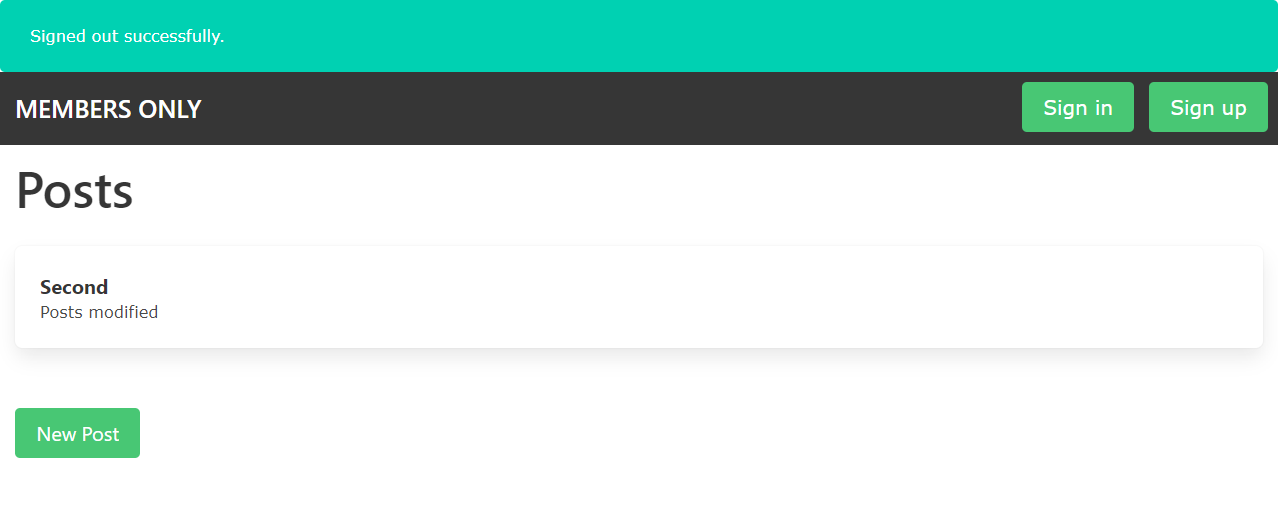 Signed out successfully.
MEMBERS ONLY
Sign in
Sign up
Posts
Second
Posts modified
New Post